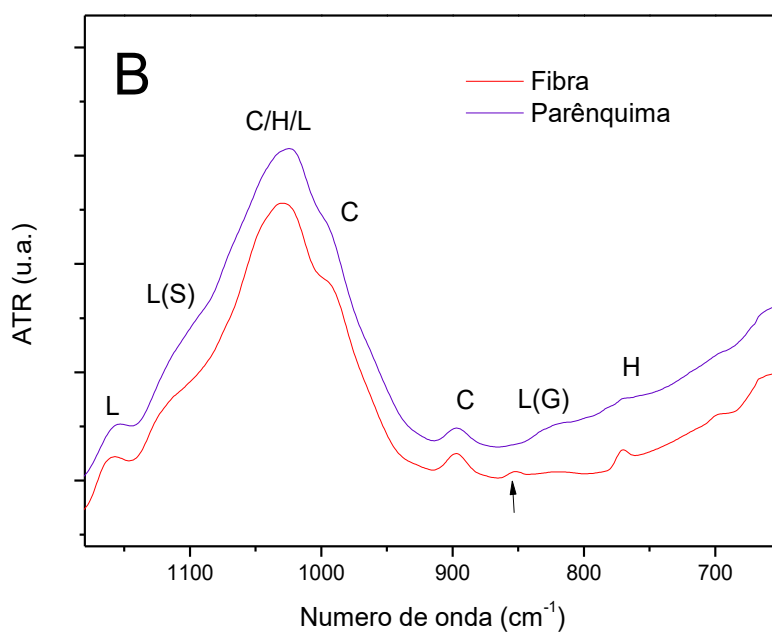 B
Fibra
Parênquima
C/H/L
C
L(S)
L
C
L(G)
H
ATR (u.a.)
1100
1000
900
800
700
Numero de onda (cm⁻¹)